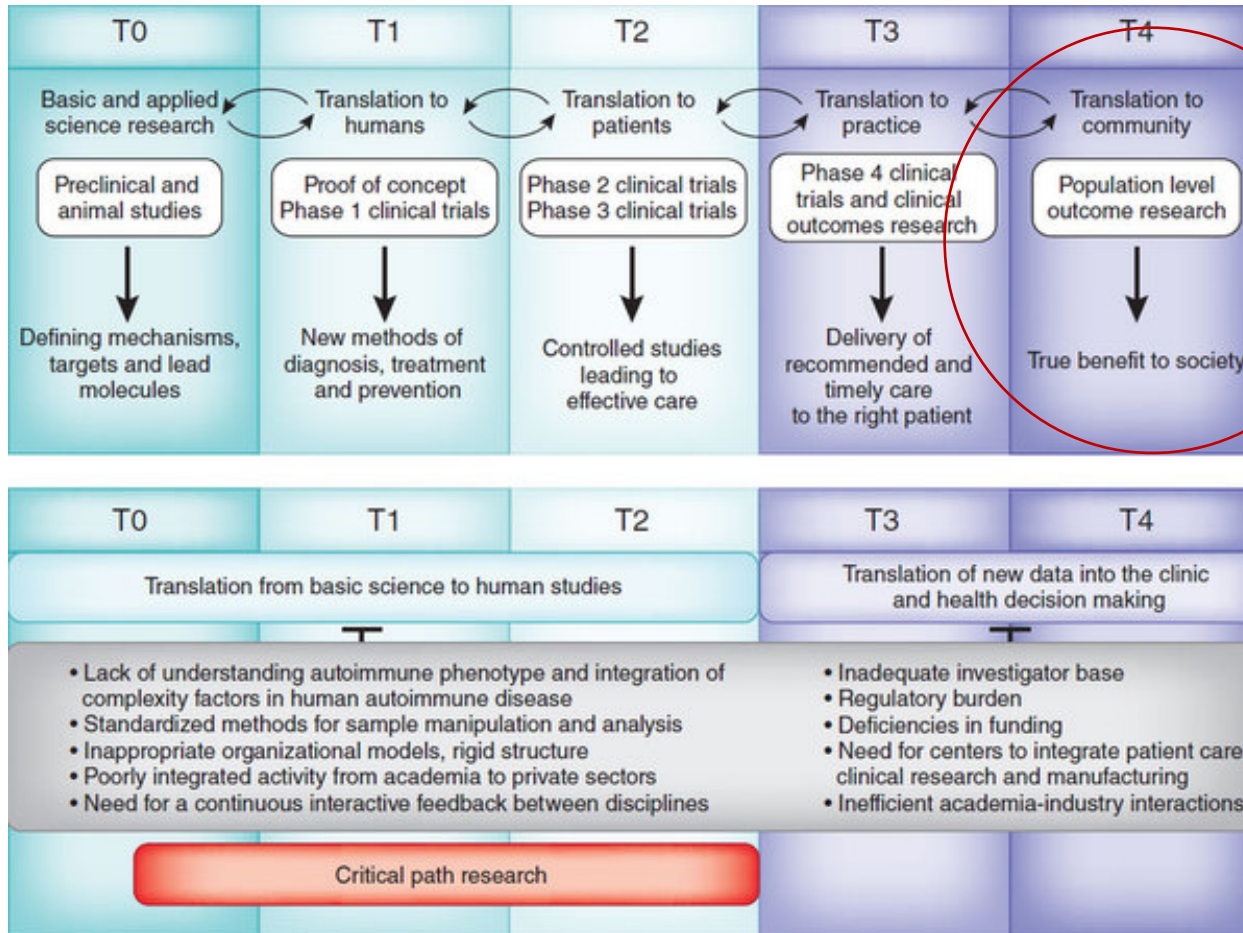 T0
T1
T2
T3
T4
Basic and applied
science research
Translation to
humans
Translation to
patients
Translation to
practice
Translation to
community
Preclinical and
animal studies
Proof of concept
Phase 1 clinical trials
Phase 2 clinical trials
Phase 3 clinical trials
Phase 4 clinical
trials and clinical
outcomes research
Population level
outcome research
Defining mechanisms,
targets and lead
molecules
New methods of
diagnosis, treatment
and prevention
Controlled studies
leading to
effective care
Delivery of
recommended and
timely care
to the right patient
True benefit to society
T0
T1
T2
T3
T4
Translation from basic science to human studies
Translation of new data into the clinic
and health decision making
• Lack of understanding autoimmune phenotype and integration of
complexity factors in human autoimmune disease
• Standardized methods for sample manipulation and analysis
• Inappropriate organizational models, rigid structure
• Poorly integrated activity from academia to private sectors
• Need for a continuous interactive feedback between disciplines
• Inadequate investigator base
• Regulatory burden
• Deficiencies in funding
• Need for centers to integrate patient care
clinical research and manufacturing
• Inefficient academia-industry interactions
Critical path research